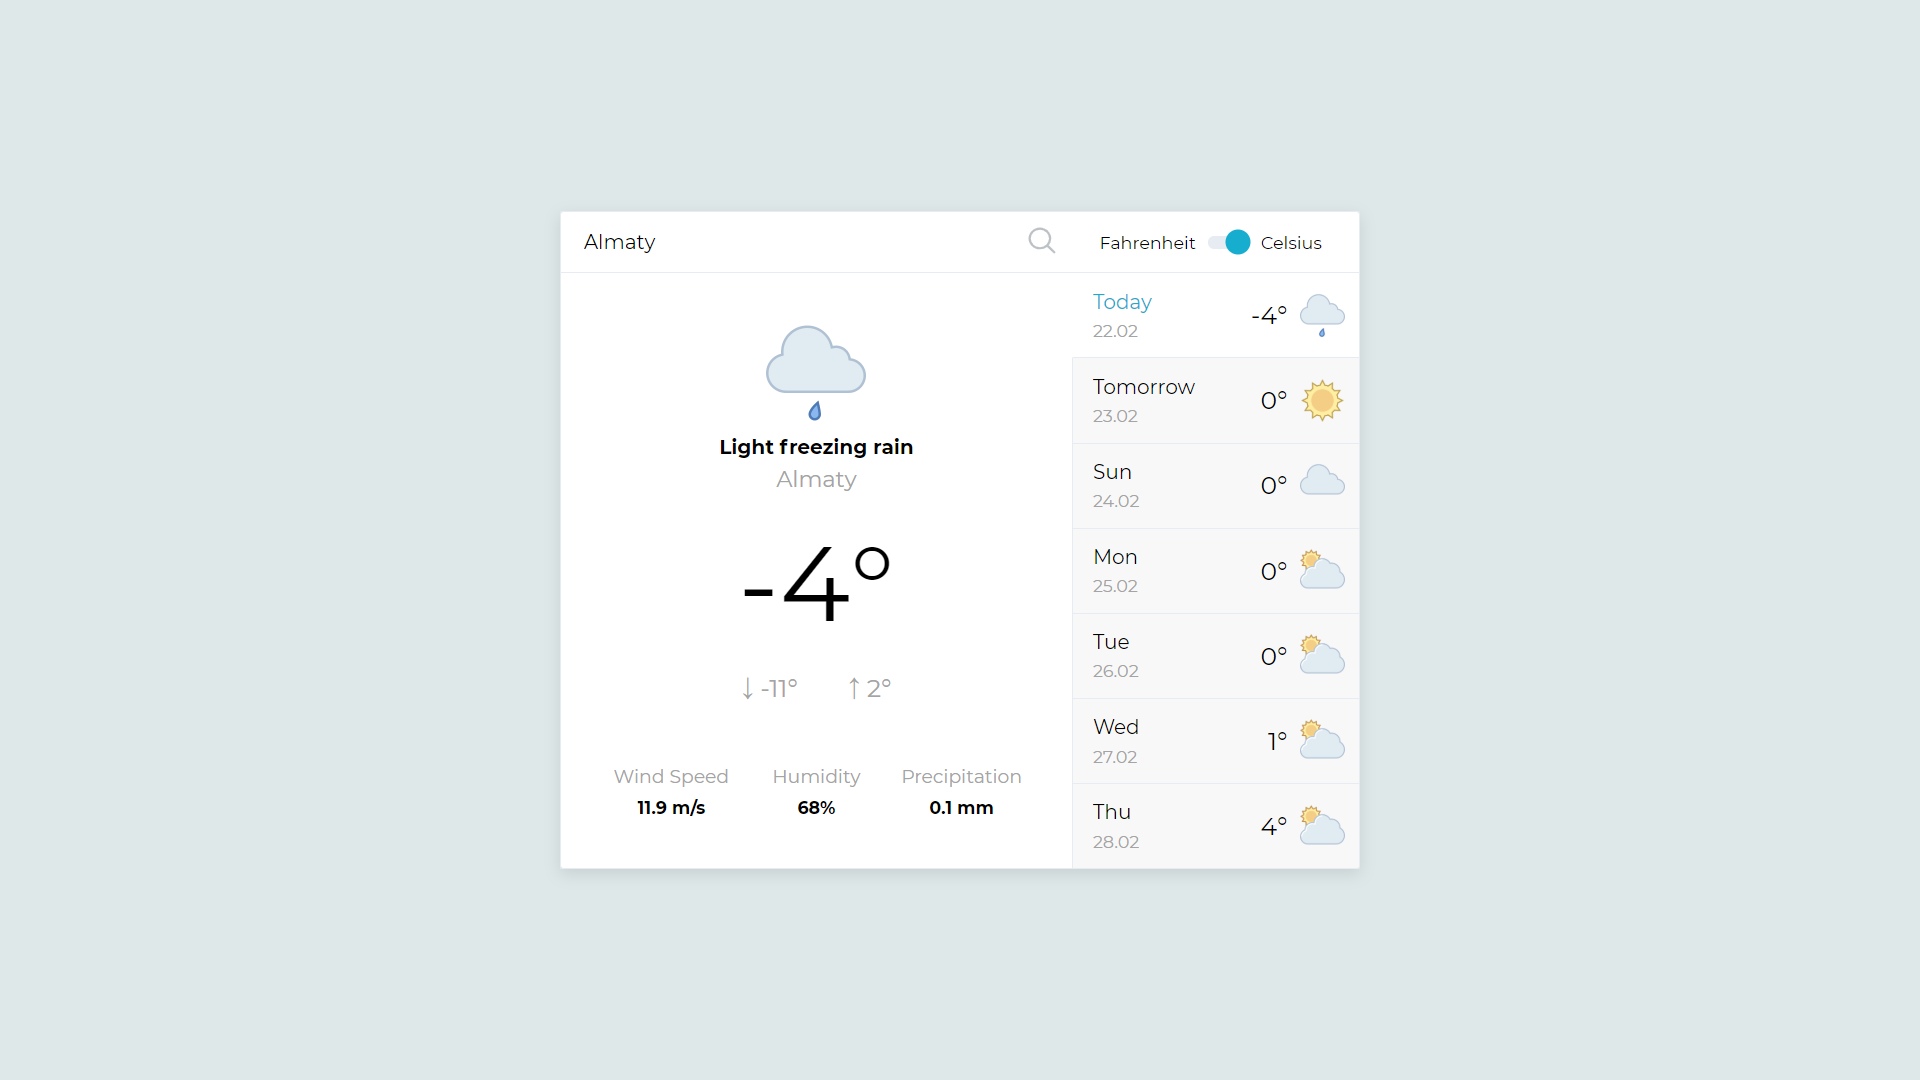 Almaty
Fahrenheit Celsius
Light freezing rain
Almaty
-4°
↓ -11° ↑ 2°
Wind Speed Humidity Precipitation
11.9 m/s 68% 0.1 mm
Today
22.02
-4°
Tomorrow
23.02
0°
Sun
24.02
0°
Mon
25.02
0°
Tue
26.02
0°
Wed
27.02
1°
Thu
28.02
4°